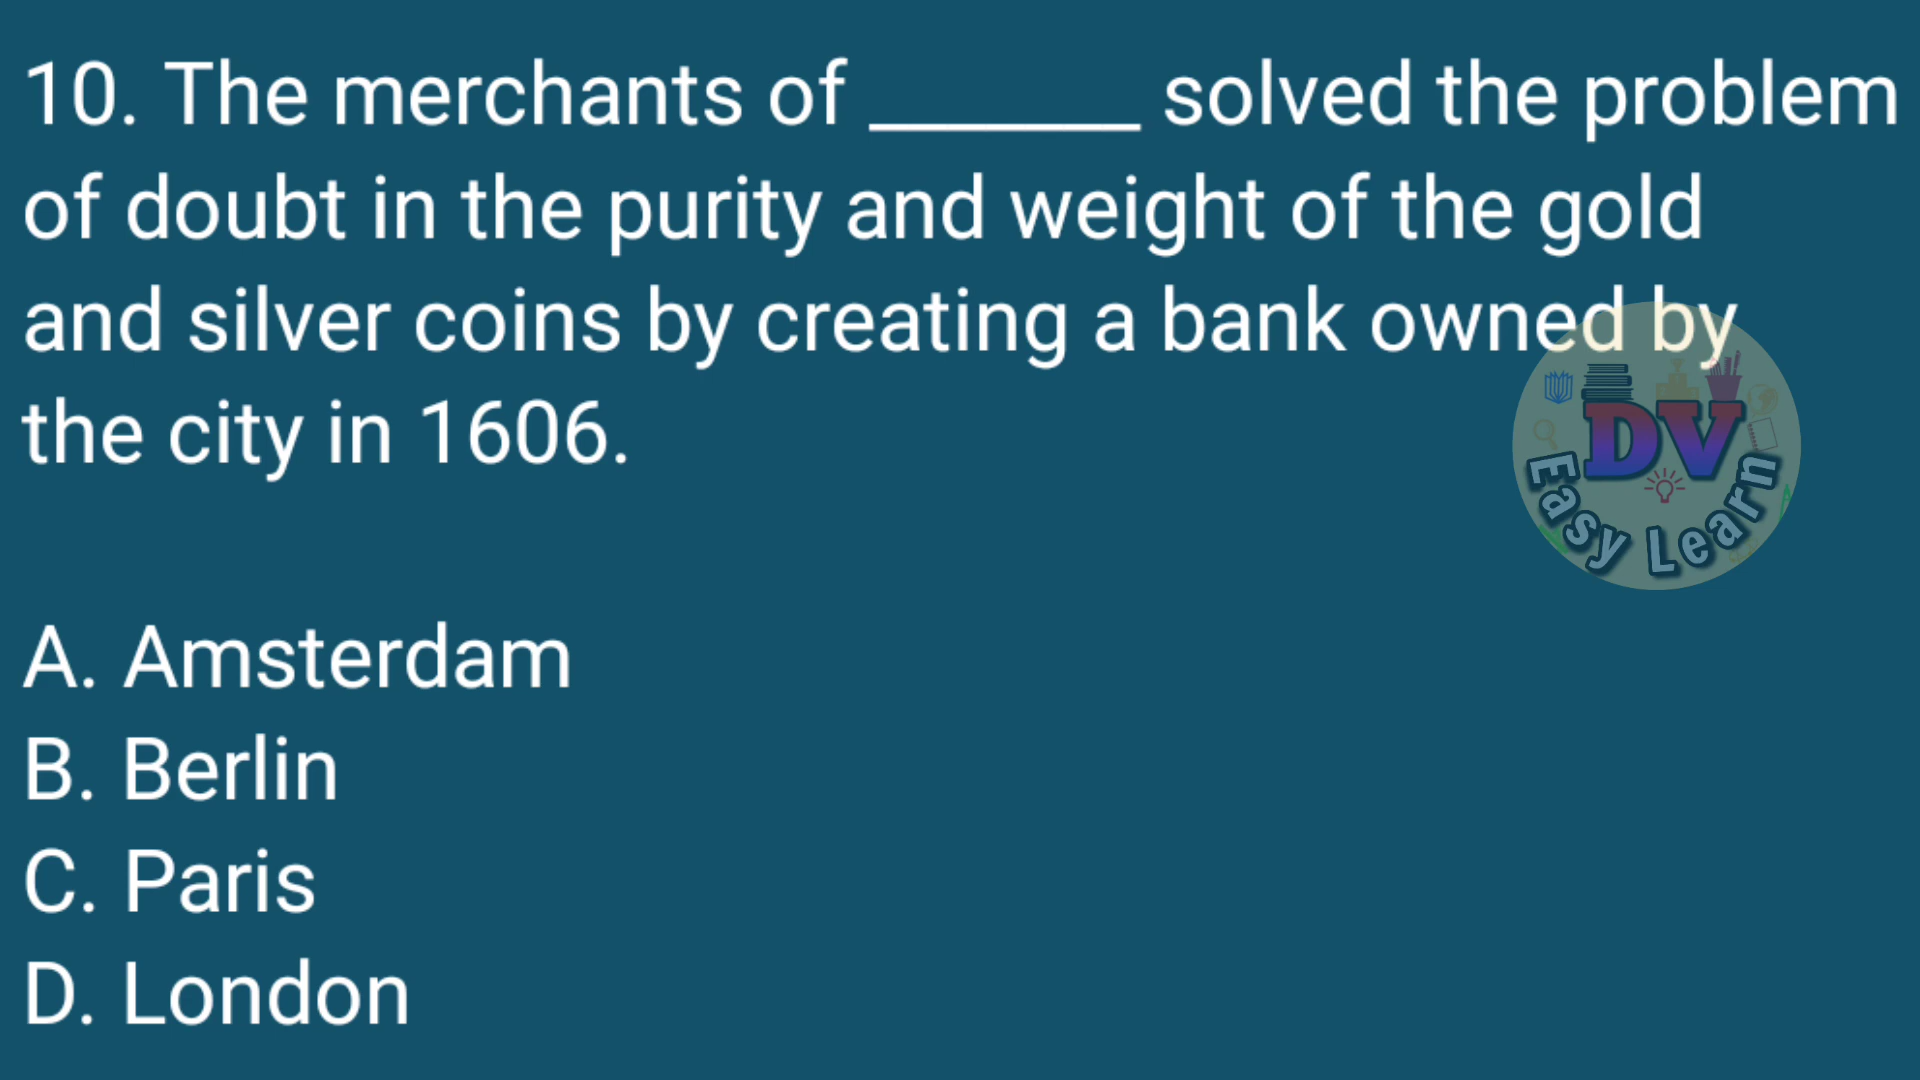 10. The merchants of ________ solved the problem
of doubt in the purity and weight of the gold
and silver coins by creating a bank owned by
the city in 1606.
DV
Easy Learn
A. Amsterdam
B. Berlin
C. Paris
D. London